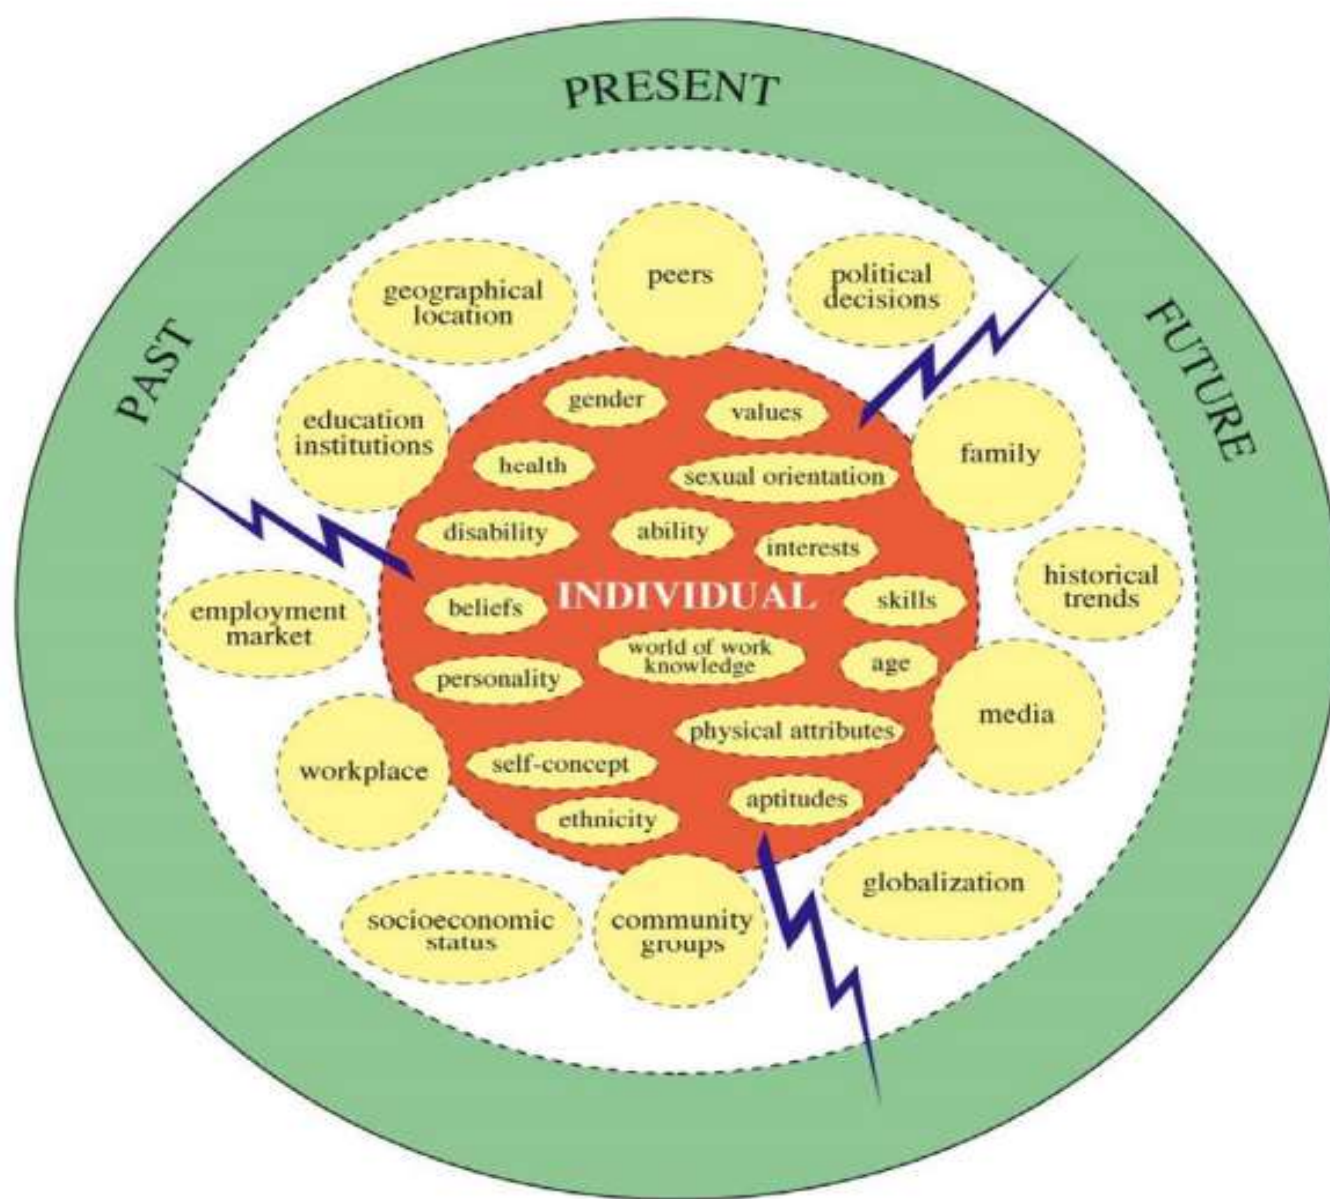 PRESENT
PAST
FUTURE
peers
political
decisions
geographical
location
education
institutions
family
historical
trends
employment
market
media
workplace
globalization
socioeconomic
status
community
groups
gender
values
health
sexual orientation
disability
ability
interests
INDIVIDUAL
beliefs
skills
world of work
knowledge
age
personality
physical attributes
self-concept
aptitudes
ethnicity